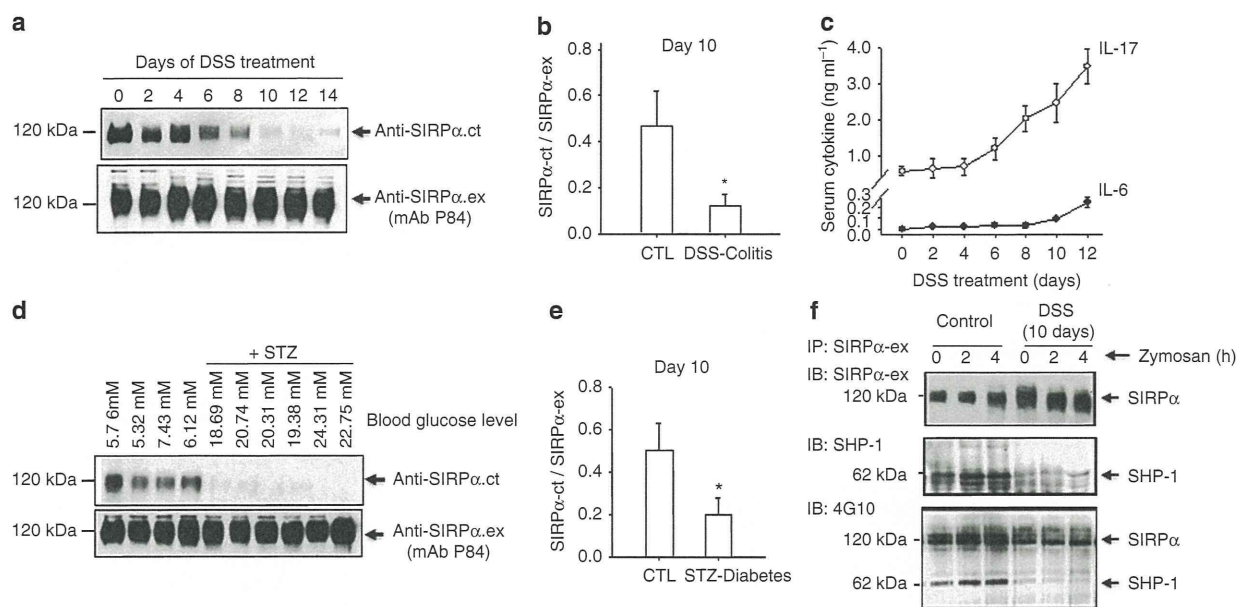 a
Days of DSS treatment
0 2 4 6 8 10 12 14
120 kDa
Anti-SIRPα.ct
120 kDa
Anti-SIRPα.ex
(mAb P84)
b
Day 10
SIRPα-ct / SIRPα-ex
0.8
0.6
0.4
0.2
0.0
*
CTL DSS-Colitis
c
Serum cytokine (ng ml⁻¹)
4.0
3.0
2.0
1.0
0.3
0.2
0.1
0.0
IL-17
IL-6
0 2 4 6 8 10 12
DSS treatment (days)
d
+ STZ
5.7 6mM
5.32 mM
7.43 mM
6.12 mM
18.69 mM
20.74 mM
20.31 mM
19.38 mM
24.31 mM
22.75 mM
Blood glucose level
120 kDa
Anti-SIRPα.ct
120 kDa
Anti-SIRPα.ex
(mAb P84)
e
Day 10
SIRPα-ct / SIRPα-ex
0.8
0.6
0.4
0.2
0.0
*
CTL STZ-Diabetes
f
Control
DSS
(10 days)
IP: SIRPα-ex
0 2 4 0 2 4
Zymosan (h)
IB: SIRPα-ex
120 kDa
SIRPα
IB: SHP-1
62 kDa
SHP-1
IB: 4G10
120 kDa
SIRPα
62 kDa
SHP-1